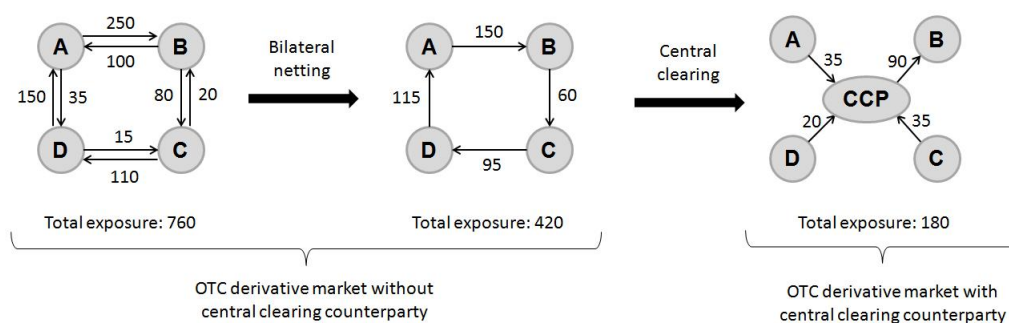 250
A
B
100
150
35
80
20
15
D
C
110
Total exposure: 760
Bilateral
netting
150
A
B
115
60
D
C
95
Total exposure: 420
Central
clearing
A
B
35
90
CCP
20
35
D
C
Total exposure: 180
OTC derivative market without
central clearing counterparty
OTC derivative market with
central clearing counterparty